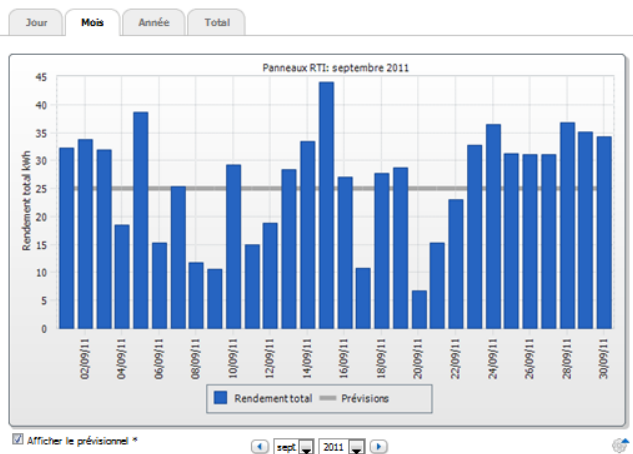 Jour Mois Année Total
Panneaux RTI: septembre 2011
Rendement total kWh
45
40
35
30
25
20
15
10
5
0
02/09/11 04/09/11 06/09/11 08/09/11 10/09/11 12/09/11 14/09/11 16/09/11 18/09/11 20/09/11 22/09/11 24/09/11 26/09/11 28/09/11 30/09/11
Rendement total Prévisions
Afficher le prévisionnel *
sept 2011